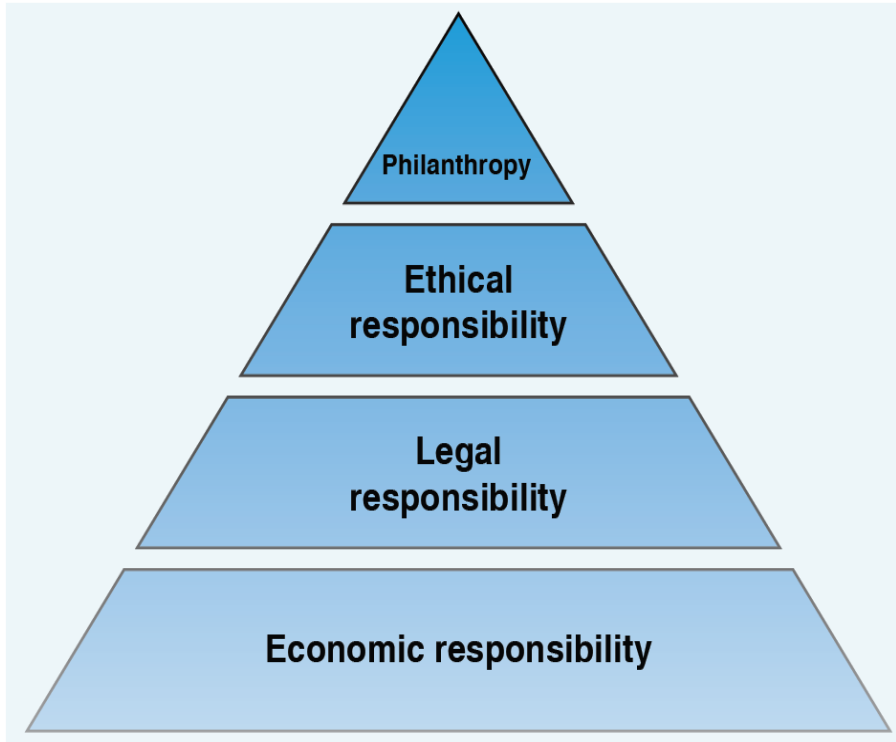 Philanthropy
Ethical
responsibility
Legal
responsibility
Economic responsibility